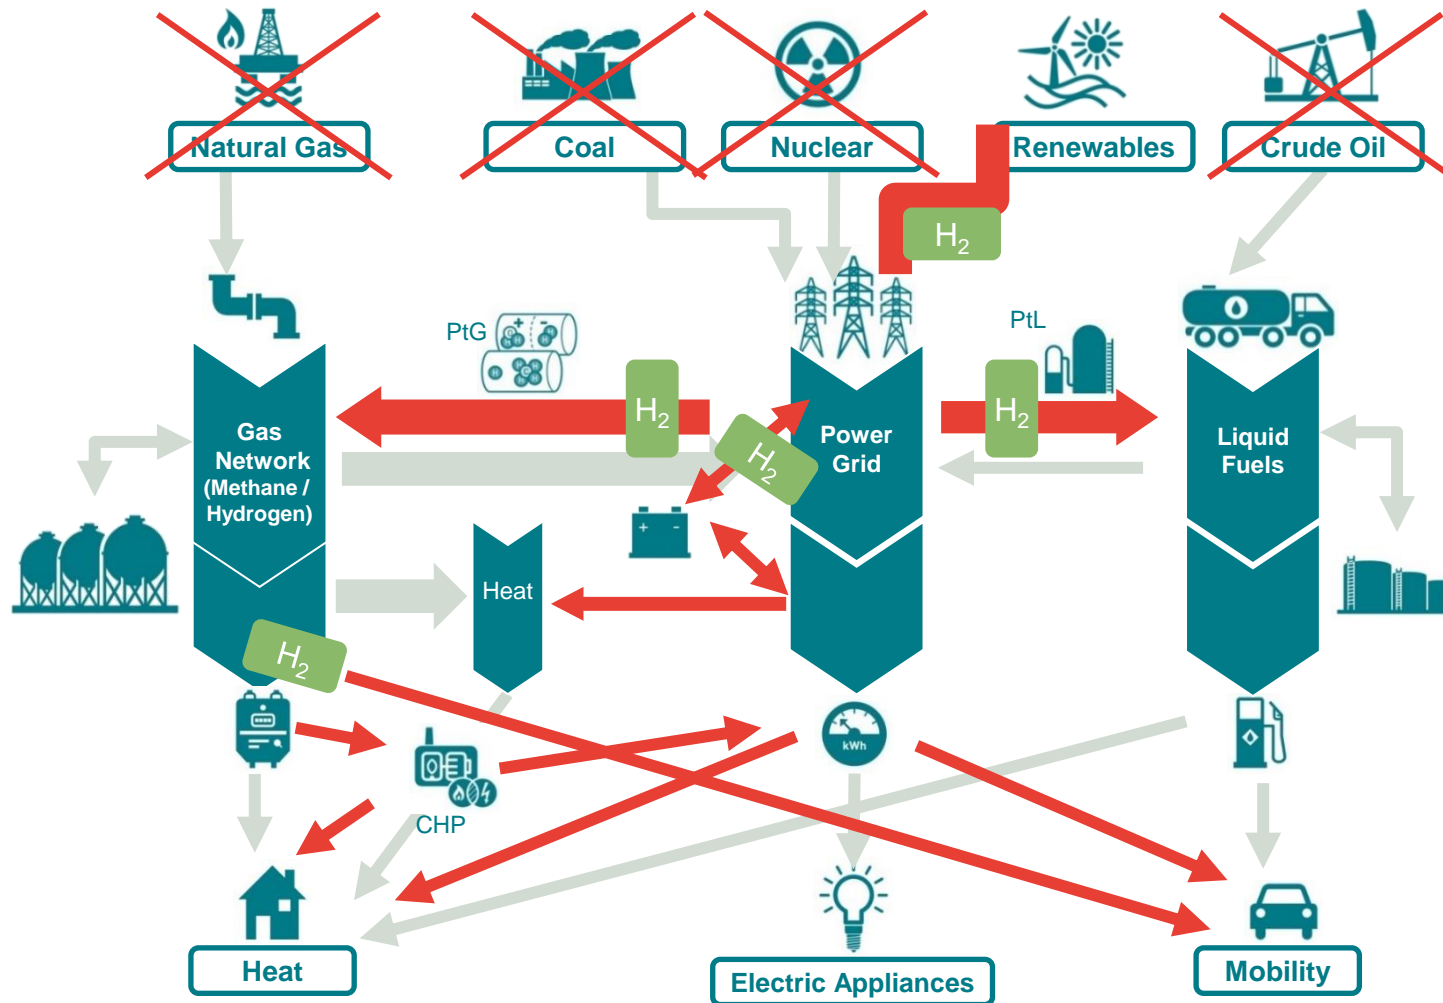 Natural Gas
Coal
Nuclear
Renewables
Crude Oil
H2
PtG
PtL
H2
H2
H2
Gas
Network
(Methane /
Hydrogen)
Power
Grid
Liquid
Fuels
+ -
+ -
Heat
H2
kWh
CHP
Heat
Electric Appliances
Mobility